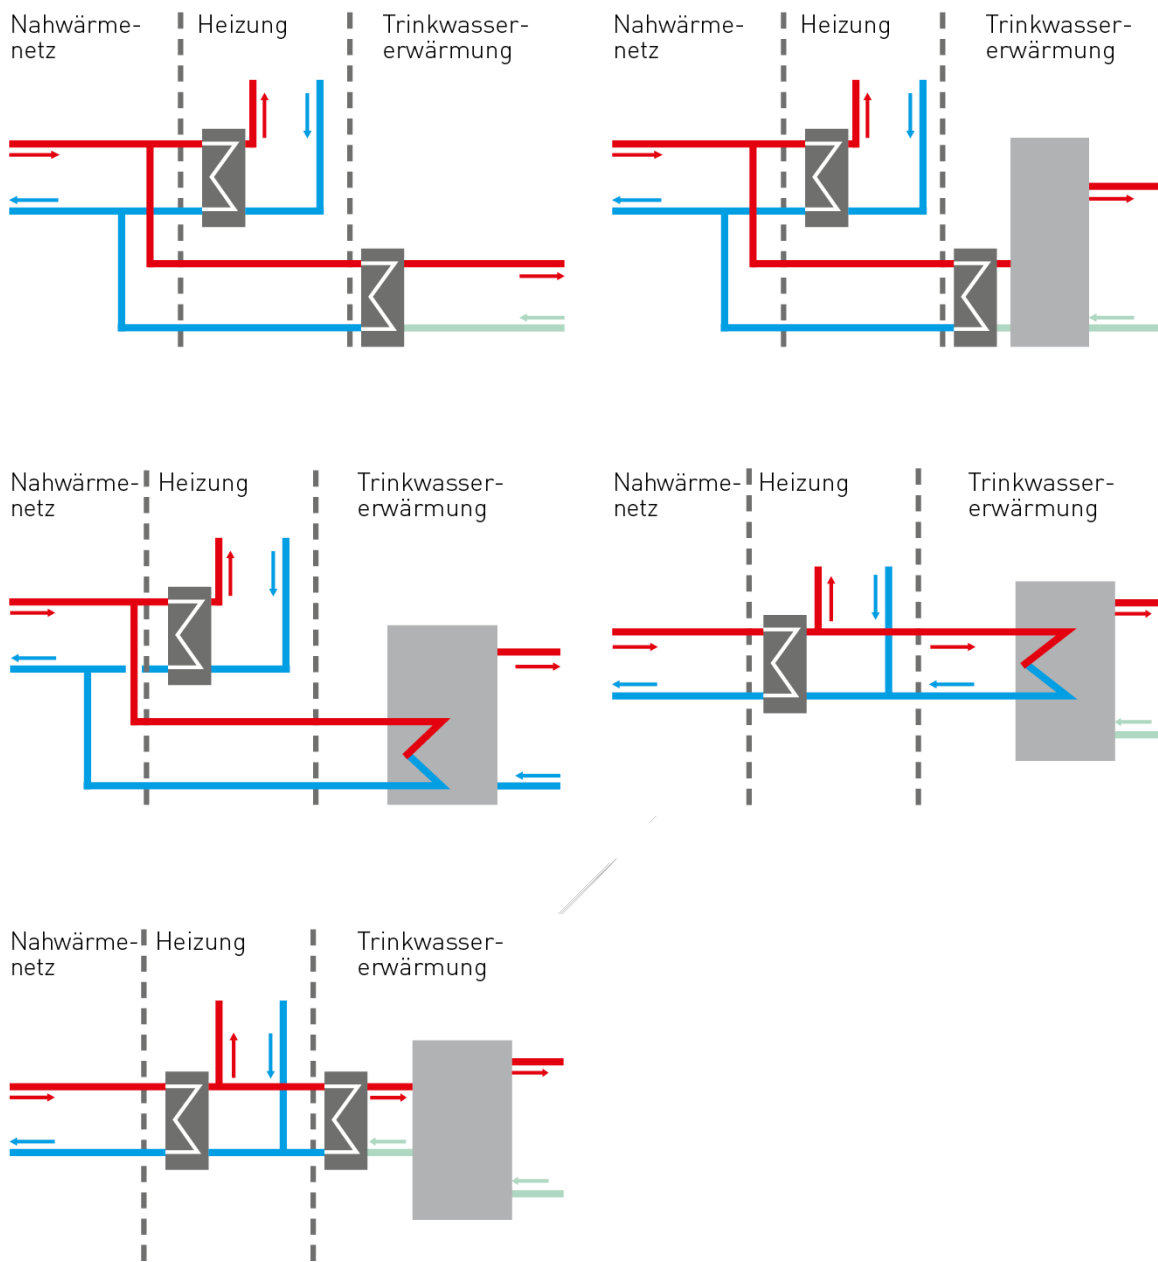 Nahwärme-
netz
Heizung
Trinkwasser-
erwärmung
Nahwärme-
netz
Heizung
Trinkwasser-
erwärmung
Nahwärme-
netz
Heizung
Trinkwasser-
erwärmung
Nahwärme-
netz
Heizung
Trinkwasser-
erwärmung
Nahwärme-
netz
Heizung
Trinkwasser-
erwärmung